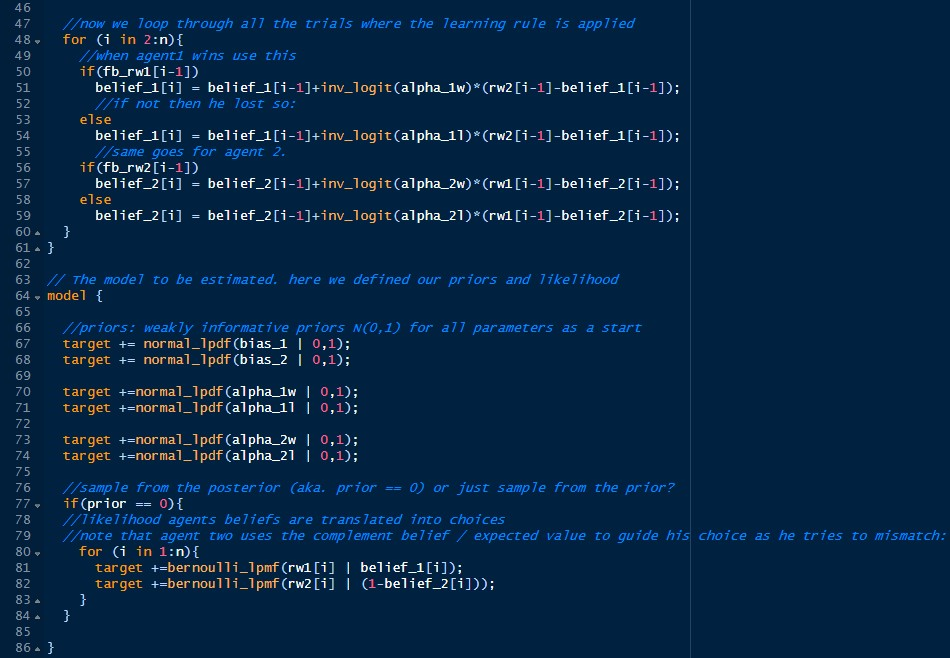 46
47 //now we loop through all the trials where the learning rule is applied
48 for (i in 2:n){
49 //when agent1 wins use this
50 if(fb_rw1[i-1])
51 belief_1[i] = belief_1[i-1]+inv_logit(alpha_1w)*(rw2[i-1]-belief_1[i-1]);
52 //if not then he lost so:
53 else
54 belief_1[i] = belief_1[i-1]+inv_logit(alpha_1l)*(rw2[i-1]-belief_1[i-1]);
55 //same goes for agent 2.
56 if(fb_rw2[i-1])
57 belief_2[i] = belief_2[i-1]+inv_logit(alpha_2w)*(rw1[i-1]-belief_2[i-1]);
58 else
59 belief_2[i] = belief_2[i-1]+inv_logit(alpha_2l)*(rw1[i-1]-belief_2[i-1]);
60 }
61 }
62
63 // The model to be estimated. here we defined our priors and likelihood
64 model {
65
66 //priors: weakly informative priors N(0,1) for all parameters as a start
67 target += normal_lpdf(bias_1 | 0,1);
68 target += normal_lpdf(bias_2 | 0,1);
69
70 target +=normal_lpdf(alpha_1w | 0,1);
71 target +=normal_lpdf(alpha_1l | 0,1);
72
73 target +=normal_lpdf(alpha_2w | 0,1);
74 target +=normal_lpdf(alpha_2l | 0,1);
75
76 //sample from the posterior (aka. prior == 0) or just sample from the prior?
77 if(prior == 0){
78 //likelihood agents beliefs are translated into choices
79 //note that agent two uses the complement belief / expected value to guide his choice as he tries to mismatch:
80 for (i in 1:n){
81 target +=bernoulli_lpmf(rw1[i] | belief_1[i]);
82 target +=bernoulli_lpmf(rw2[i] | (1-belief_2[i]));
83 }
84 }
85
86 }